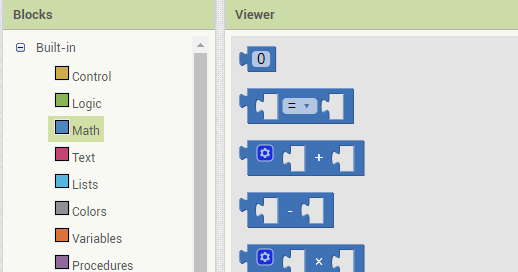 Blocks
Viewer
Built-in
Control
Logic
Math
Text
Lists
Colors
Variables
Procedures
0
=
+
-
×